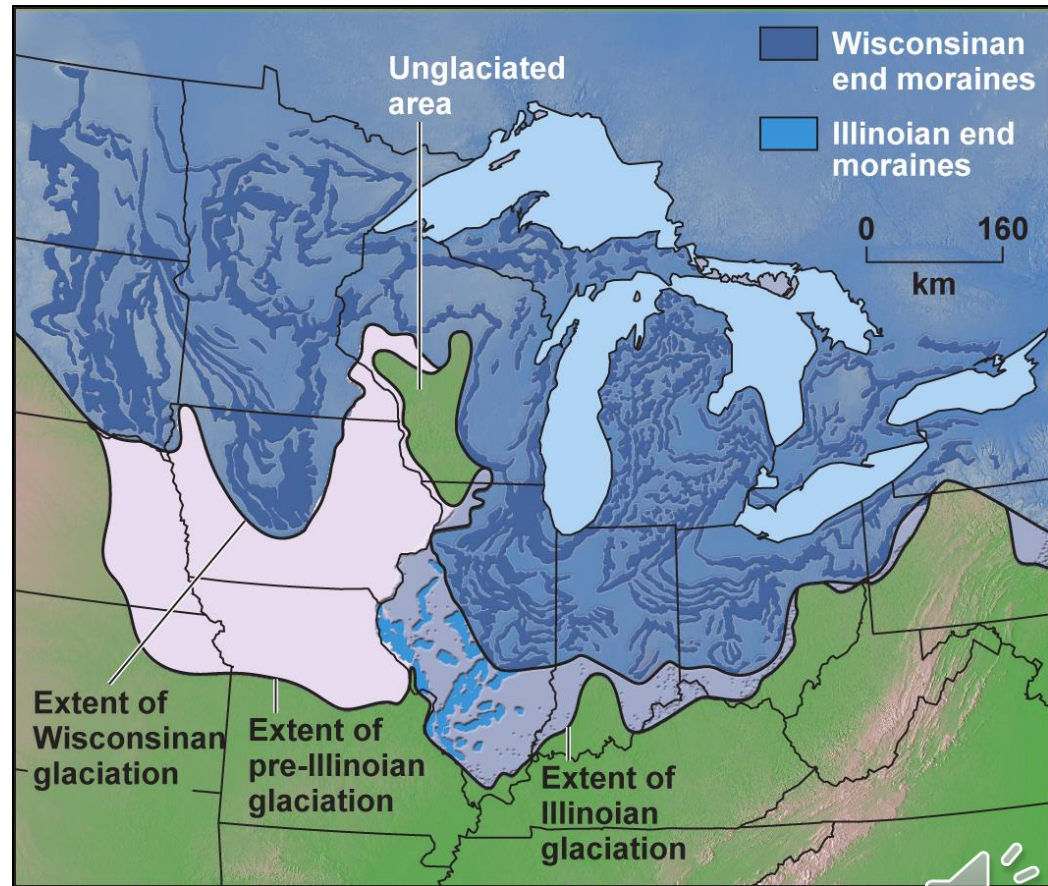 Unglaciated
area
Wisconsinan
end moraines
Illinoian end
moraines
0 160
km
Extent of
Wisconsinan
glaciation
Extent of
pre-Illinoian
glaciation
Extent of
Illinoian
glaciation